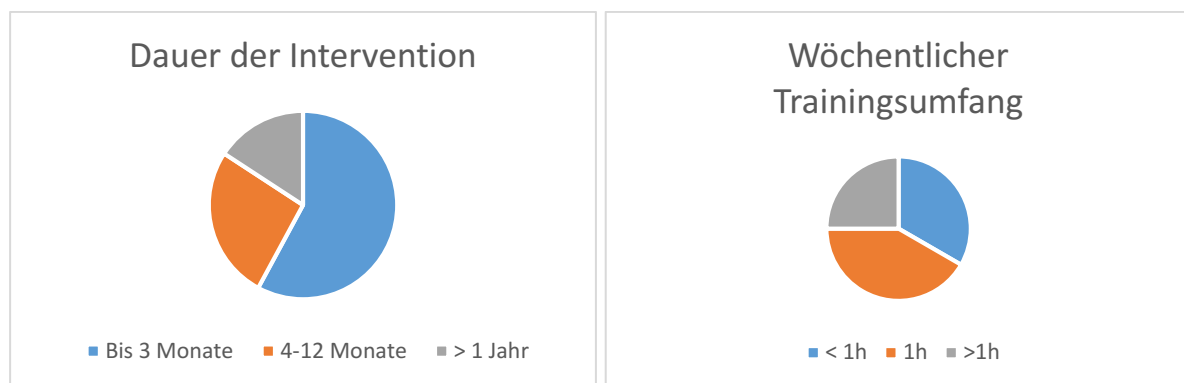 Dauer der Intervention
Bis 3 Monate 4-12 Monate > 1 Jahr
Wöchentlicher
Trainingsumfang
< 1h 1h >1h